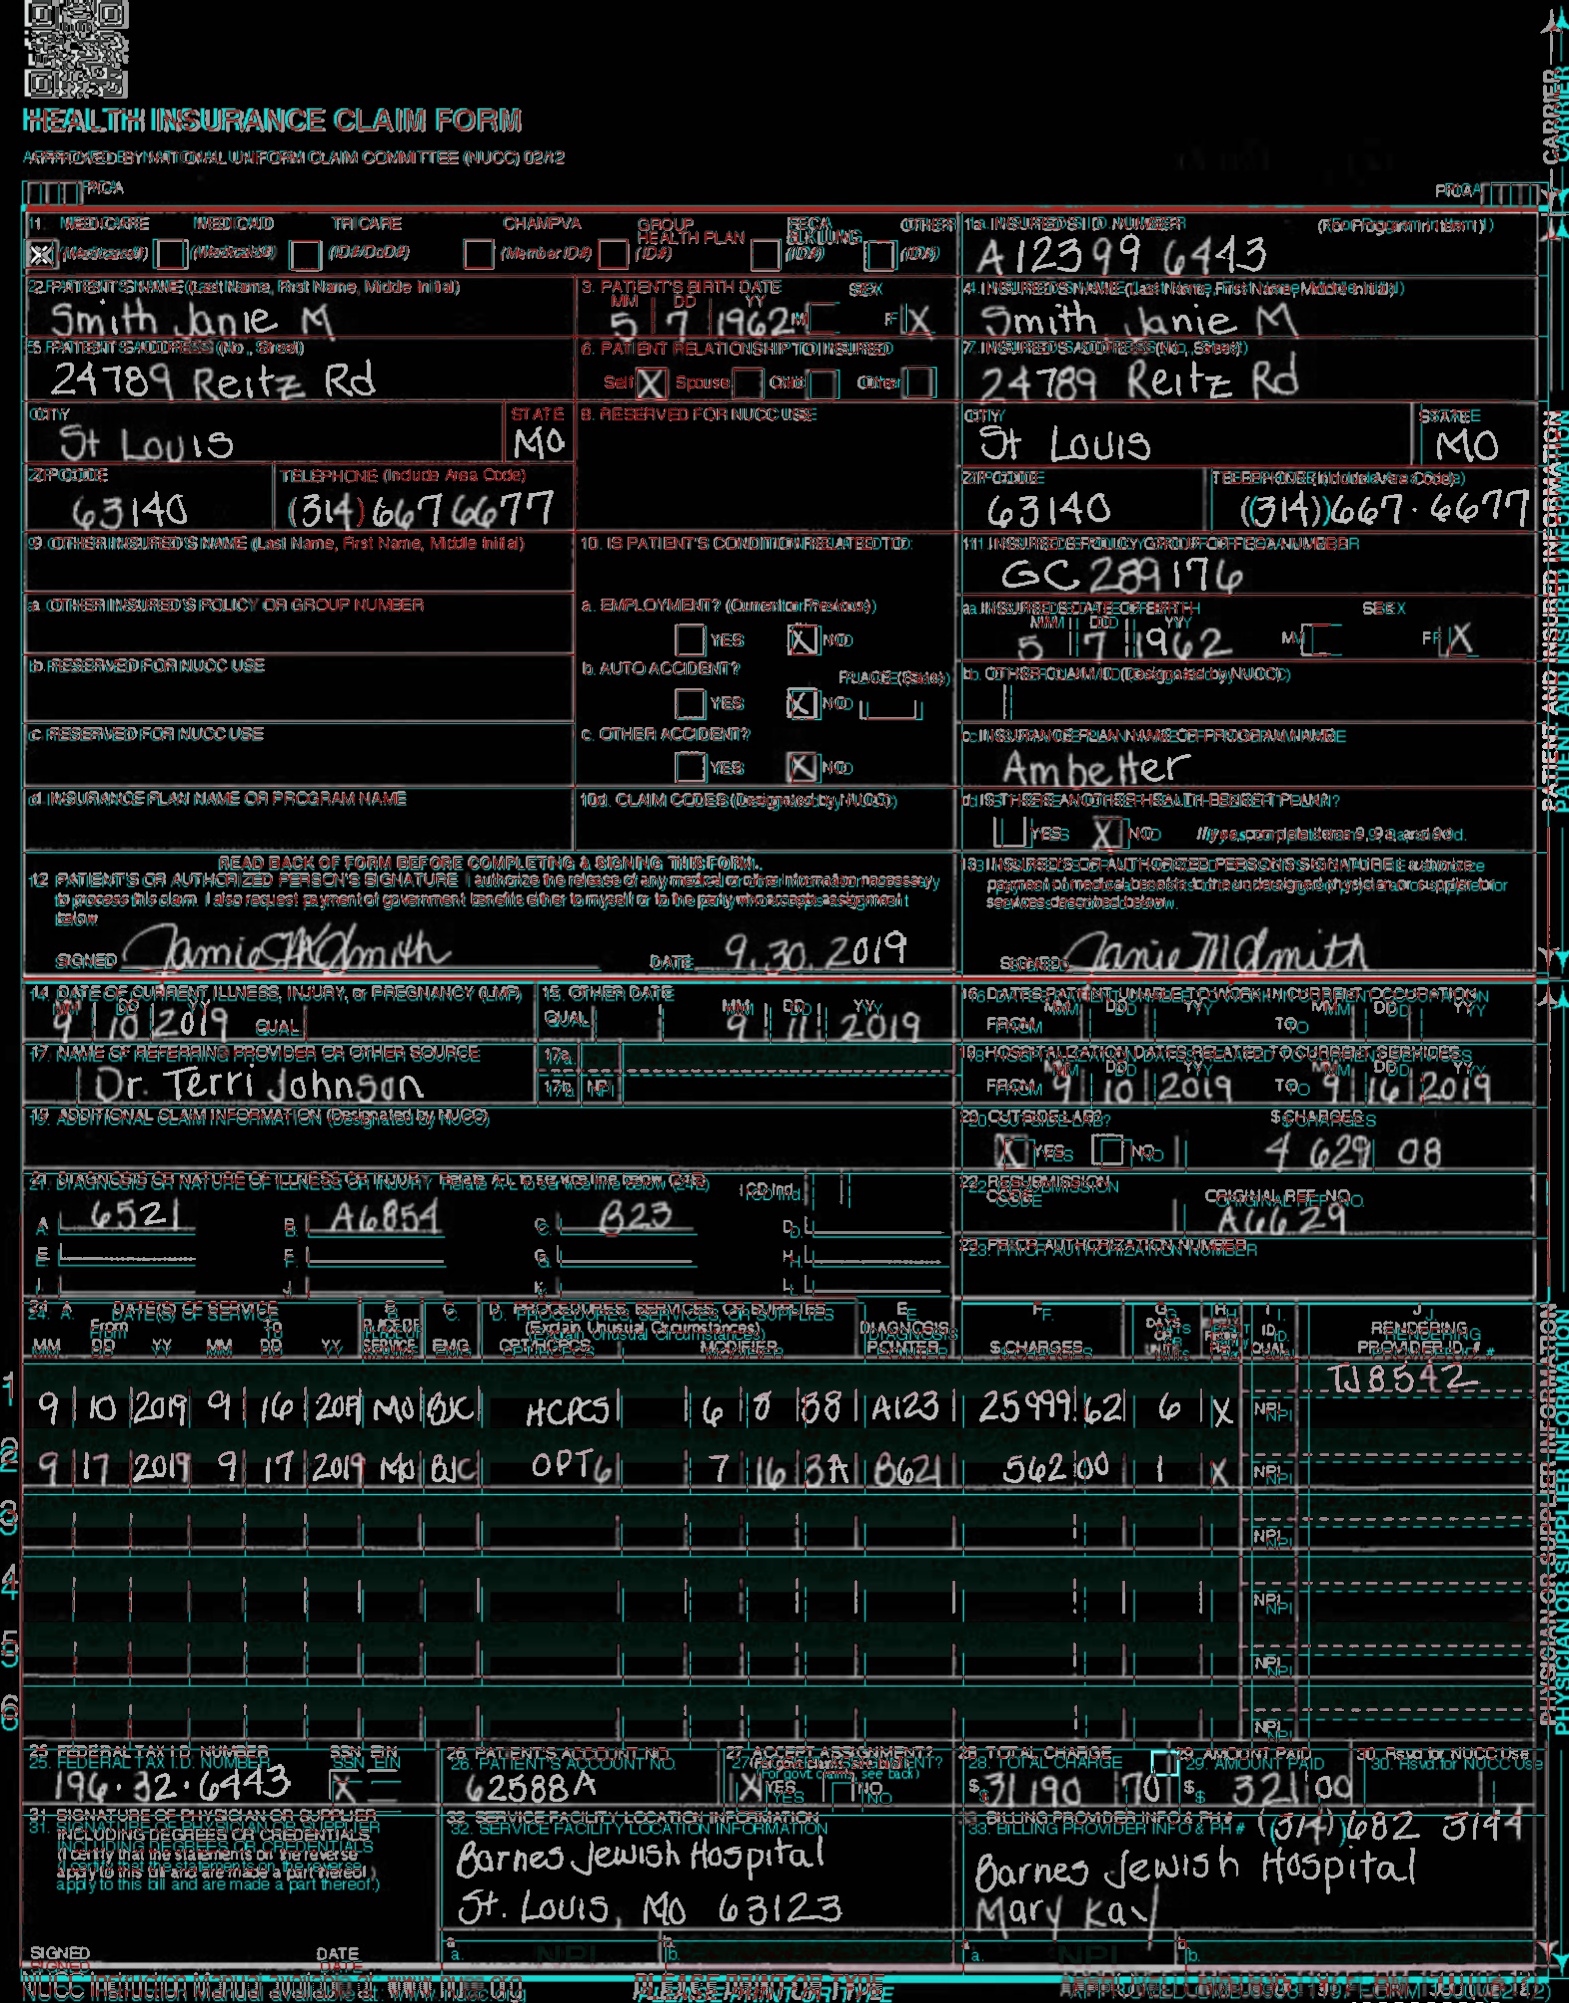 HEALTH INSURANCE CLAIM FORM
APPROVED BY NATIONAL UNIFORM CLAIM COMMITTEE (NUCC) 02/12
PICA
PICA
CARRIER
1. MEDICARE MEDICAID TRICARE CHAMPVA GROUP HEALTH PLAN FECA BLK LUNG OTHER
X (Medicare#) (Medicaid#) (ID#/DoD#) (Member ID#) (ID#) (ID#) (ID#)
1a. INSURED'S I.D. NUMBER (For Program in Item 1)
A12399 6443
2. PATIENT'S NAME (Last Name, First Name, Middle Initial)
Smith Janie M
3. PATIENT'S BIRTH DATE SEX
MM DD YY
5 7 1962 M F X
4. INSURED'S NAME (Last Name, First Name, Middle Initial)
Smith Janie M
5. PATIENT'S ADDRESS (No., Street)
24789 Reitz Rd
6. PATIENT RELATIONSHIP TO INSURED
Self X Spouse Child Other
7. INSURED'S ADDRESS (No., Street)
24789 Reitz Rd
CITY STATE
St Louis MO
8. RESERVED FOR NUCC USE
CITY STATE
St Louis MO
ZIP CODE TELEPHONE (Include Area Code)
63140 (314) 667 6677
ZIP CODE TELEPHONE (Include Area Code)
63140 (314) 667.6677
9. OTHER INSURED'S NAME (Last Name, First Name, Middle Initial)
10. IS PATIENT'S CONDITION RELATED TO:
11. INSURED'S POLICY GROUP OR FECA NUMBER
GC 289176
a. OTHER INSURED'S POLICY OR GROUP NUMBER
a. EMPLOYMENT? (Current or Previous)
YES X NO
a. INSURED'S DATE OF BIRTH SEX
MM DD YY
5 7 1962 M F X
b. RESERVED FOR NUCC USE
b. AUTO ACCIDENT? PLACE (State)
YES X NO
b. OTHER CLAIM ID (Designated by NUCC)
c. RESERVED FOR NUCC USE
c. OTHER ACCIDENT?
YES X NO
c. INSURANCE PLAN NAME OR PROGRAM NAME
Ambetter
d. INSURANCE PLAN NAME OR PROGRAM NAME
10d. CLAIM CODES (Designated by NUCC)
d. IS THERE ANOTHER HEALTH BENEFIT PLAN?
YES X NO If yes, complete items 9, 9a, and 9d.
PATIENT AND INSURED INFORMATION
READ BACK OF FORM BEFORE COMPLETING & SIGNING THIS FORM.
12. PATIENT'S OR AUTHORIZED PERSON'S SIGNATURE I authorize the release of any medical or other information necessary
to process this claim. I also request payment of government benefits either to myself or to the party who accepts assignment
below.
SIGNED Janie M Smith DATE 9.30.2019
13. INSURED'S OR AUTHORIZED PERSON'S SIGNATURE I authorize
payment of medical benefits to the undersigned physician or supplier for
services described below.
SIGNED Janie M Smith
14. DATE OF CURRENT ILLNESS, INJURY, or PREGNANCY (LMP)
MM DD YY
9 10 2019 QUAL.
15. OTHER DATE
QUAL. MM DD YY
9 11 2019
16. DATES PATIENT UNABLE TO WORK IN CURRENT OCCUPATION
MM DD YY MM DD YY
FROM TO
17. NAME OF REFERRING PROVIDER OR OTHER SOURCE
Dr. Terri Johnson
17a.
17b. NPI
18. HOSPITALIZATION DATES RELATED TO CURRENT SERVICES
MM DD YY MM DD YY
FROM 9 10 2019 TO 9 16 2019
19. ADDITIONAL CLAIM INFORMATION (Designated by NUCC)
20. OUTSIDE LAB? $ CHARGES
X YES NO 4 629 08
21. DIAGNOSIS OR NATURE OF ILLNESS OR INJURY Relate A-L to service line below (24E) ICD Ind.
A. 6521 B. A6854 C. B23 D.
E. F. G. H.
I. J. K. L.
22. RESUBMISSION CODE ORIGINAL REF. NO.
A6629
23. PRIOR AUTHORIZATION NUMBER
24. A. DATE(S) OF SERVICE B. C. D. PROCEDURES, SERVICES, OR SUPPLIES E. F. G. H. I. J.
From To PLACE OF SERVICE (Explain Unusual Circumstances) DIAGNOSIS DAYS OR UNITS ID. RENDERING
MM DD YY MM DD YY EMG CPT/HCPCS MODIFIER POINTER $ CHARGES QUAL. PROVIDER ID. #
TJ8542
1 9 10 2019 9 16 2019 MO BJC HCPCS 6 8 38 A123 25999 62 6 X NPI
2 9 17 2019 9 17 2019 MO BJC OPT6 7 16 3A B621 562 00 1 X NPI
3 NPI
4 NPI
5 NPI
6 NPI
PHYSICIAN OR SUPPLIER INFORMATION
25. FEDERAL TAX I.D. NUMBER SSN EIN
196.32.6443 X
26. PATIENT'S ACCOUNT NO.
62588A
27. ACCEPT ASSIGNMENT?
(For govt. claims, see back)
X YES NO
28. TOTAL CHARGE
$ 31190 70
29. AMOUNT PAID
$ 321 00
30. Rsvd for NUCC Use
31. SIGNATURE OF PHYSICIAN OR SUPPLIER
INCLUDING DEGREES OR CREDENTIALS
(I certify that the statements on the reverse
apply to this bill and are made a part thereof.)
SIGNED DATE
32. SERVICE FACILITY LOCATION INFORMATION
Barnes Jewish Hospital
St. Louis, Mo 63123
a. NPI b.
33. BILLING PROVIDER INFO & PH # (314) 682 3144
Barnes Jewish Hospital
Mary Kay
a. NPI b.
NUCC Instruction Manual available at: www.nucc.org
PLEASE PRINT OR TYPE